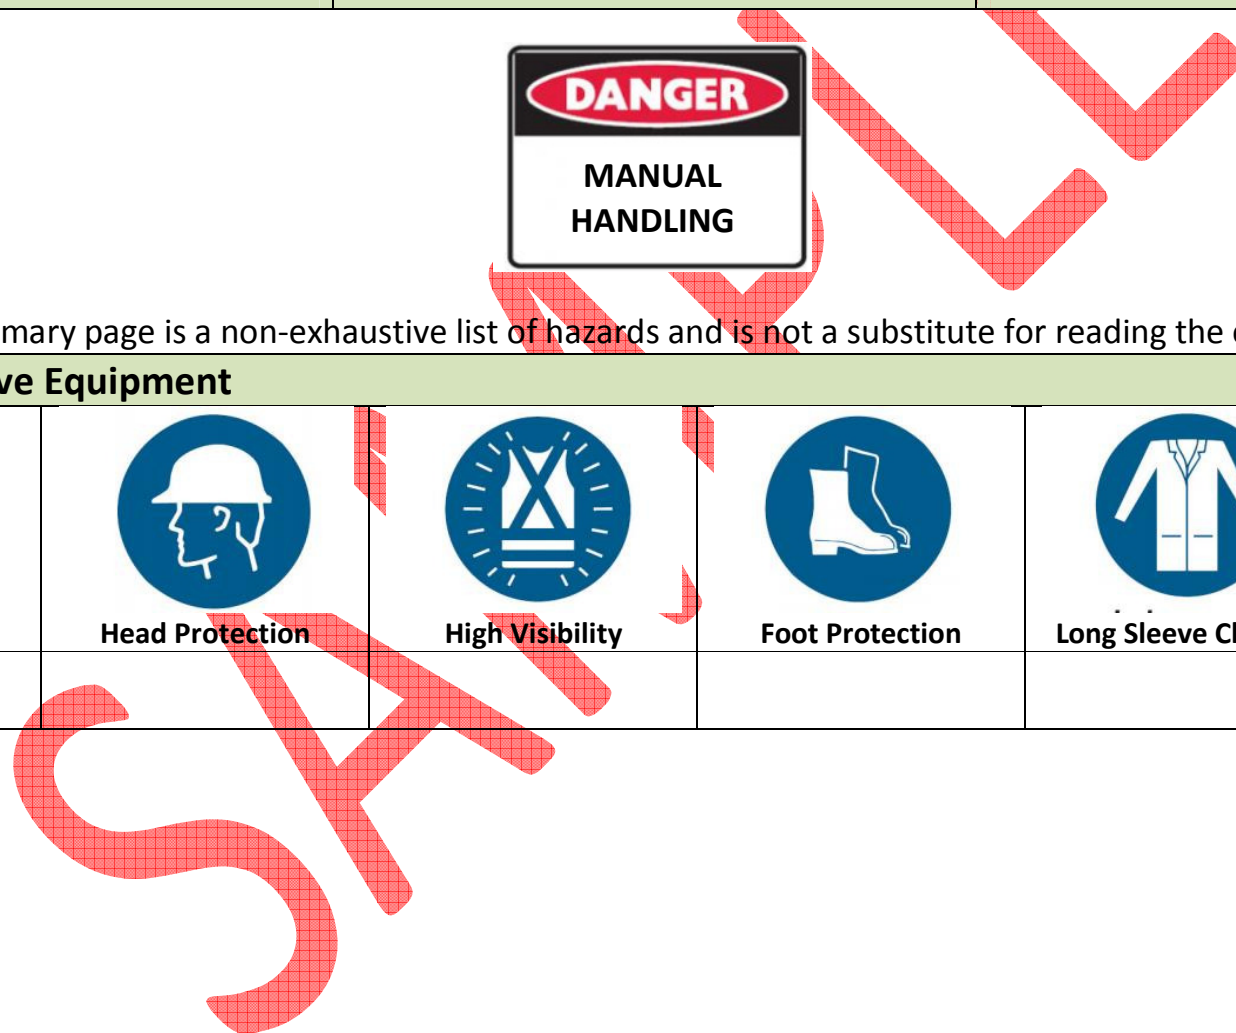 DANGER
MANUAL
HANDLING
mary page is a non-exhaustive list of hazards and is not a substitute for reading the
ve Equipment
Head Protection High Visibility Foot Protection Long Sleeve Cl
SAMPLE